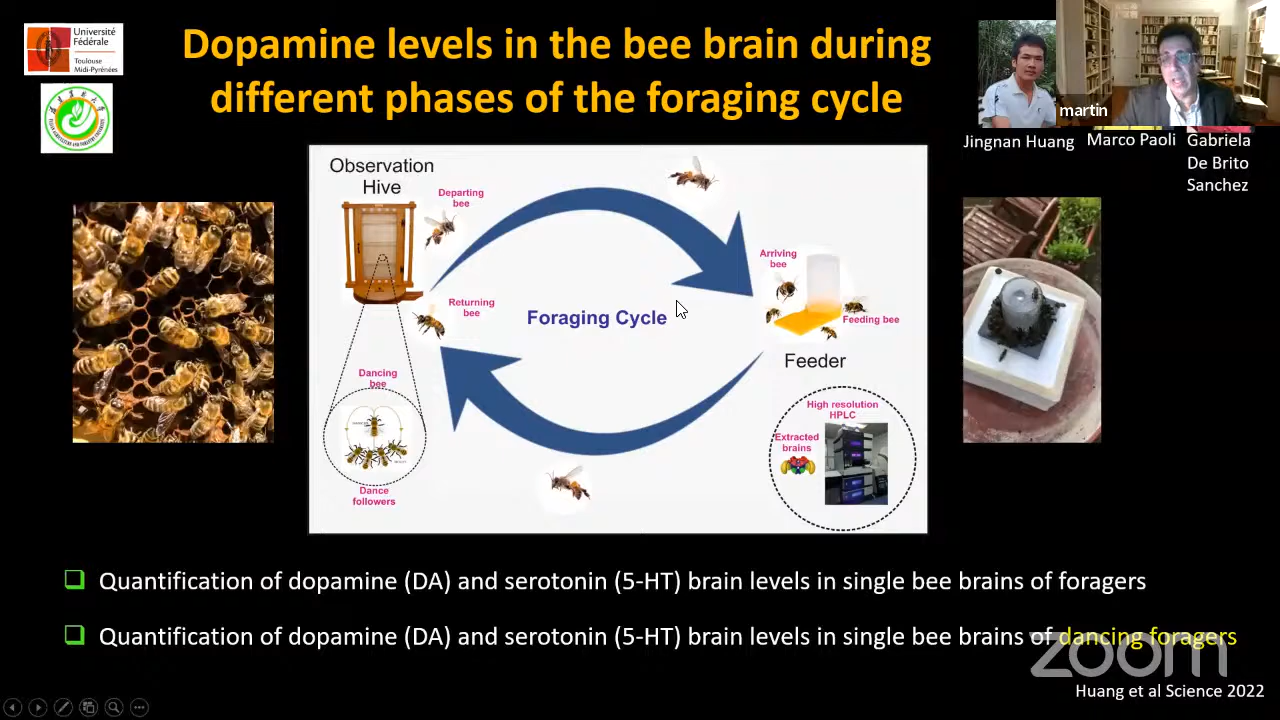 Université
Fédérale
Toulouse
Midi-Pyrénées
Dopamine levels in the bee brain during
different phases of the foraging cycle
martin
Jingnan Huang
Marco Paoli
Gabriela
De Brito
Sanchez
Observation
Hive
Departing
bee
Arriving
bee
Returning
bee
Foraging Cycle
Feeding bee
Feeder
Dancing
bee
High resolution
HPLC
Extracted
brains
Dance
followers
Quantification of dopamine (DA) and serotonin (5-HT) brain levels in single bee brains of foragers
Quantification of dopamine (DA) and serotonin (5-HT) brain levels in single bee brains of dancing foragers
zoom
Huang et al Science 2022